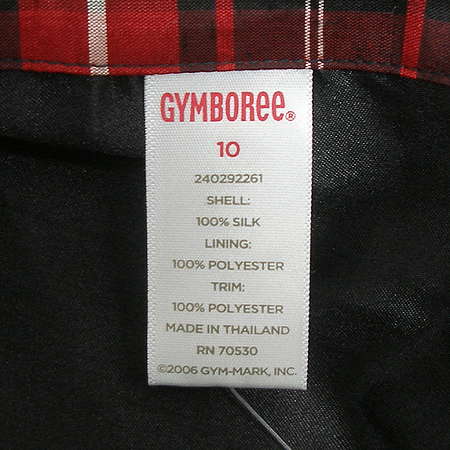 GYMBOREE®
10
240292261
SHELL:
100% SILK
LINING:
100% POLYESTER
TRIM:
100% POLYESTER
MADE IN THAILAND
RN 70530
©2006 GYM-MARK, INC.